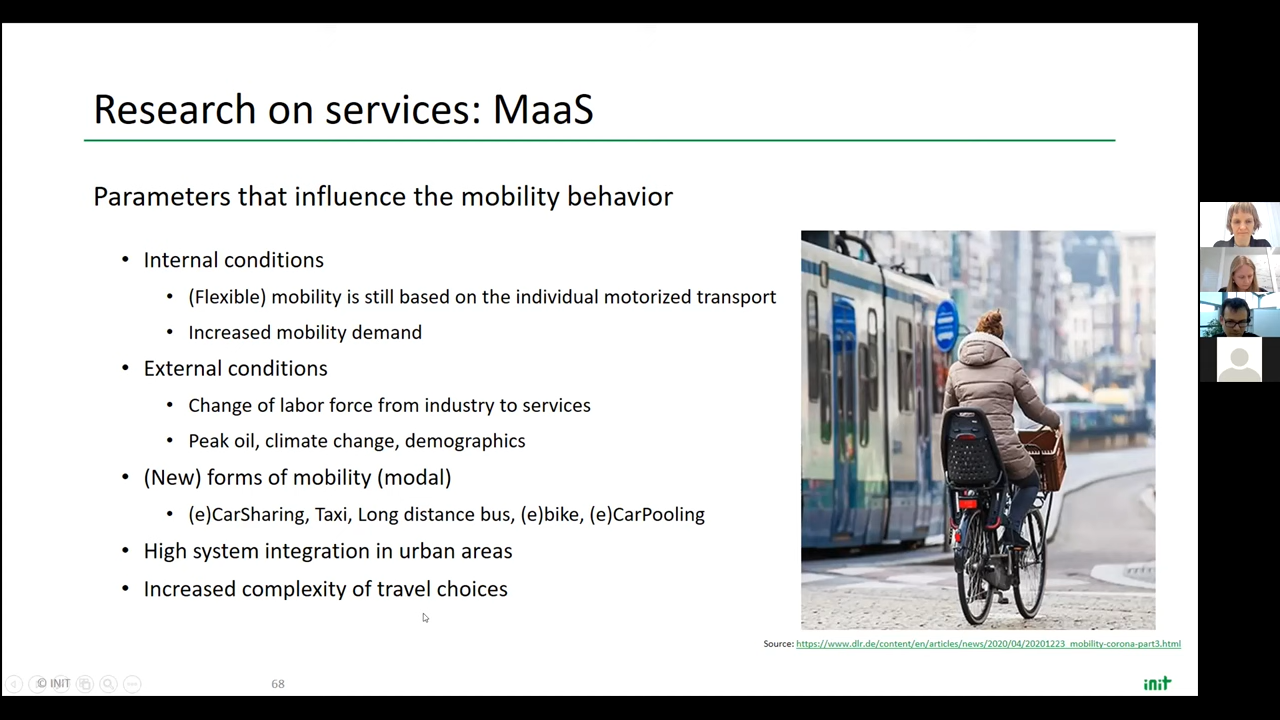 Research on services: MaaS
Parameters that influence the mobility behavior
• Internal conditions
• (Flexible) mobility is still based on the individual motorized transport
• Increased mobility demand
• External conditions
• Change of labor force from industry to services
• Peak oil, climate change, demographics
• (New) forms of mobility (modal)
• (e)CarSharing, Taxi, Long distance bus, (e)bike, (e)CarPooling
• High system integration in urban areas
• Increased complexity of travel choices
Source: https://www.dlr.de/content/en/articles/news/2020/04/20201223_mobility-corona-part3.html
© INIT
68
init